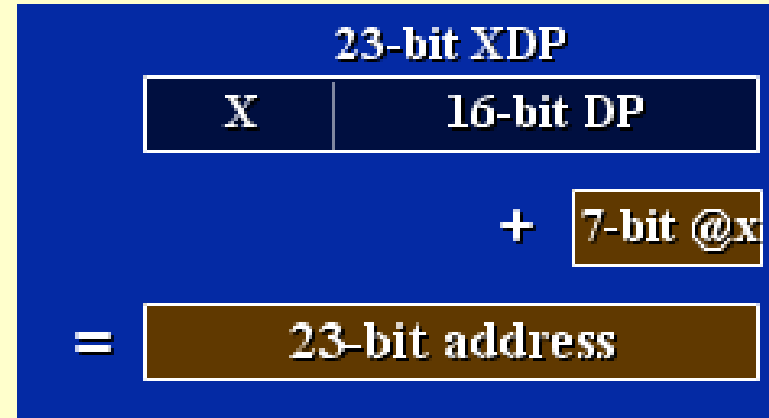 23-bit XDP
X 16-bit DP
+ 7-bit @x
= 23-bit address